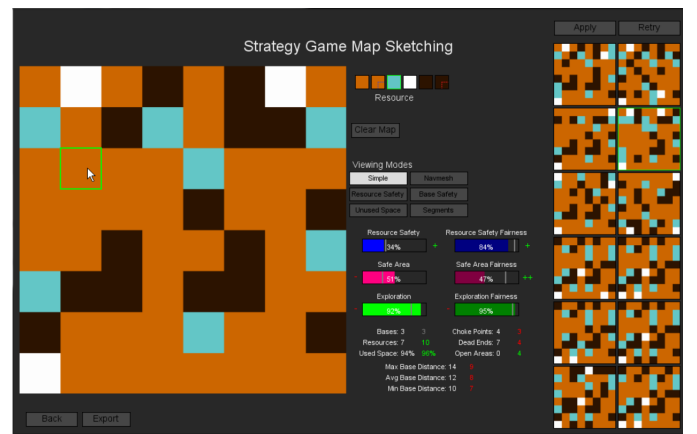 Apply Retry
Strategy Game Map Sketching
Resource
Clear Map
Viewing Modes
Simple Navmesh
Resource Safety Base Safety
Unused Space Segments
Resource Safety Resource Safety Fairness
34% + 84% +
Safe Area Safe Area Fairness
- 51% 47% ++
Exploration Exploration Fairness
- 92% - 95%
Bases: 3 3 Choke Points: 4 3
Resources: 7 10 Dead Ends: 7 4
Used Space: 94% 96% Open Areas: 0 4
Max Base Distance: 14 9
Avg Base Distance: 12 8
Min Base Distance: 10 7
Back Export